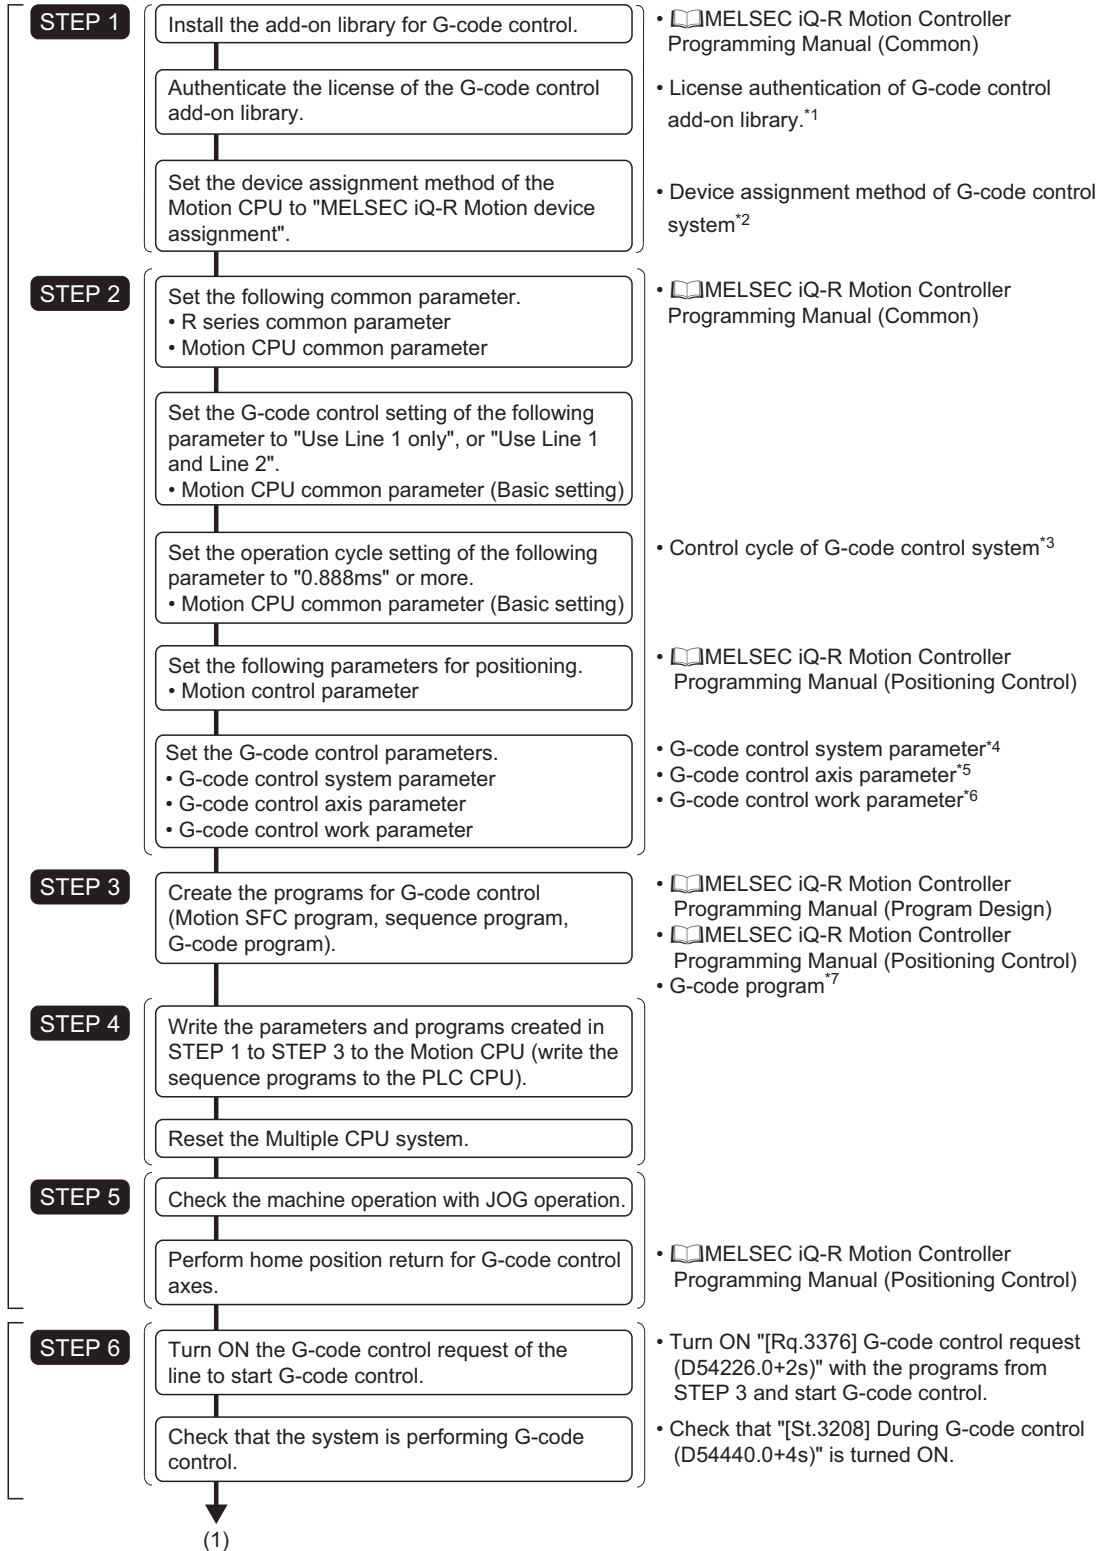 STEP 1
Install the add-on library for G-code control.
• MELSEC iQ-R Motion Controller
Programming Manual (Common)
Authenticate the license of the G-code control
add-on library.
• License authentication of G-code control
add-on library.*1
Set the device assignment method of the
Motion CPU to "MELSEC iQ-R Motion device
assignment".
• Device assignment method of G-code control
system*2
STEP 2
Set the following common parameter.
• R series common parameter
• Motion CPU common parameter
• MELSEC iQ-R Motion Controller
Programming Manual (Common)
Set the G-code control setting of the following
parameter to "Use Line 1 only", or "Use Line 1
and Line 2".
• Motion CPU common parameter (Basic setting)
Set the operation cycle setting of the following
parameter to "0.888ms" or more.
• Motion CPU common parameter (Basic setting)
• Control cycle of G-code control system*3
Set the following parameters for positioning.
• Motion control parameter
• MELSEC iQ-R Motion Controller
Programming Manual (Positioning Control)
Set the G-code control parameters.
• G-code control system parameter
• G-code control axis parameter
• G-code control work parameter
• G-code control system parameter*4
• G-code control axis parameter*5
• G-code control work parameter*6
STEP 3
Create the programs for G-code control
(Motion SFC program, sequence program,
G-code program).
• MELSEC iQ-R Motion Controller
Programming Manual (Program Design)
• MELSEC iQ-R Motion Controller
Programming Manual (Positioning Control)
• G-code program*7
STEP 4
Write the parameters and programs created in
STEP 1 to STEP 3 to the Motion CPU (write the
sequence programs to the PLC CPU).
Reset the Multiple CPU system.
STEP 5
Check the machine operation with JOG operation.
Perform home position return for G-code control
axes.
• MELSEC iQ-R Motion Controller
Programming Manual (Positioning Control)
STEP 6
Turn ON the G-code control request of the
line to start G-code control.
• Turn ON "[Rq.3376] G-code control request
(D54226.0+2s)" with the programs from
STEP 3 and start G-code control.
Check that the system is performing G-code
control.
• Check that "[St.3208] During G-code control
(D54440.0+4s)" is turned ON.
(1)